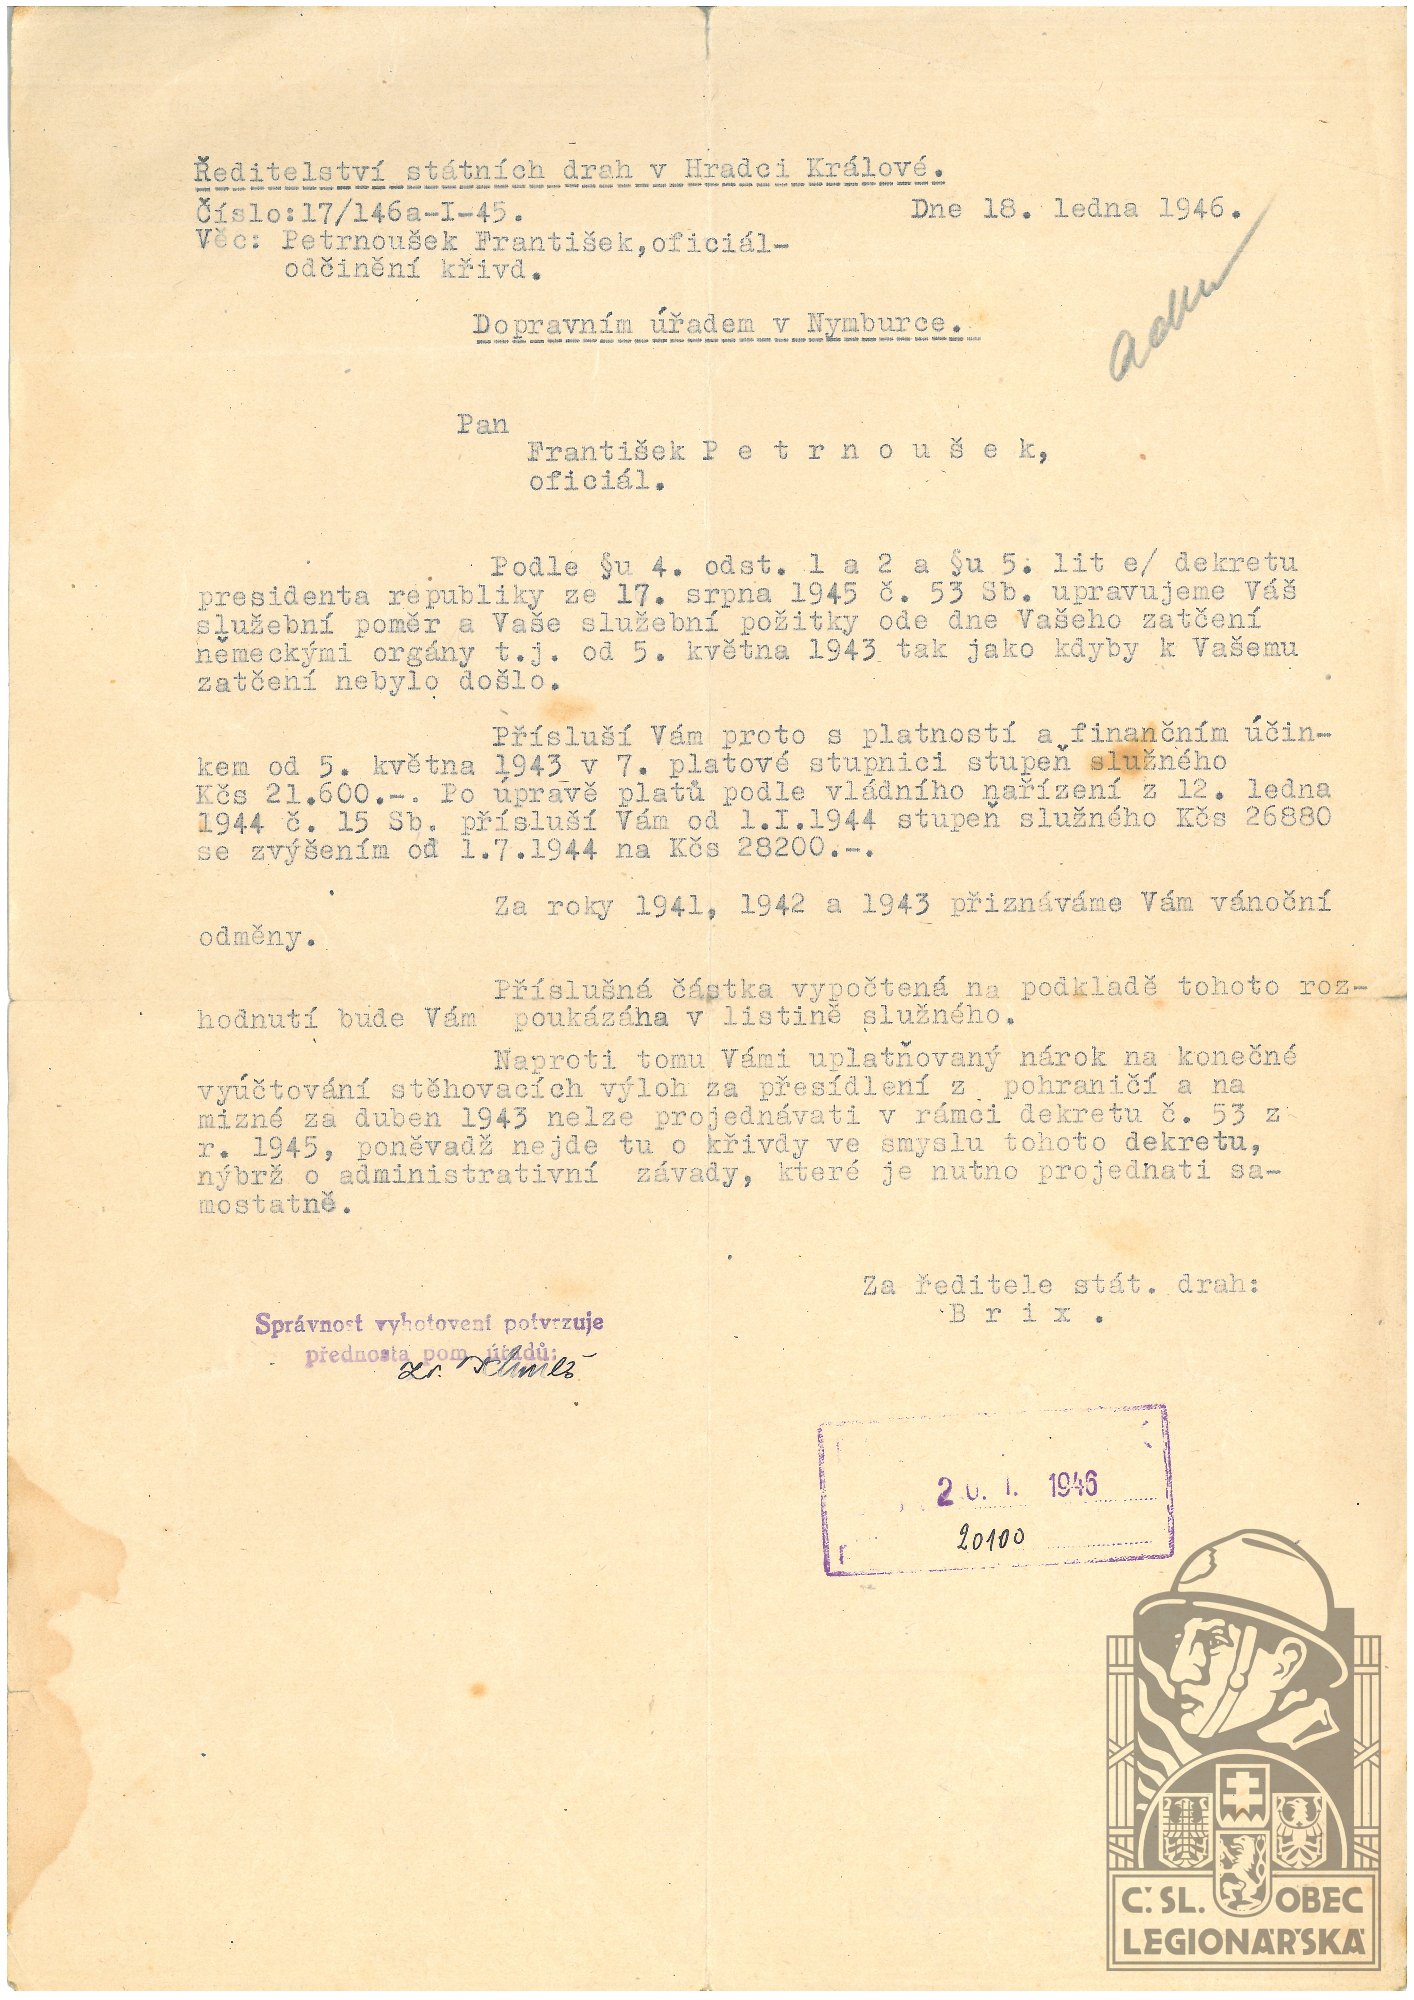 Ředitelství státních drah v Hradci Králové.
Číslo:17/146a-I-45. Dne 18. ledna 1946.
Věc: Petrnoušek František,oficiál-
odčinění křivd.
Dopravním úřadem v Nymburce.
Pan
František P e t r n o u š e k,
oficiál.
Podle §u 4. odst. 1 a 2 a §u 5. lit e/ dekretu
presidenta republiky ze 17. srpna 1945 č. 53 Sb. upravujeme Váš
služební poměr a Vaše služební požitky ode dne Vašeho zatčení
německými orgány t.j. od 5. května 1943 tak jako kdyby k Vašemu
zatčení nebylo došlo.
Přísluší Vám proto s platností a finančním účin-
kem od 5. května 1943 v 7. platové stupnici stupeň služného
Kčs 21.600.-. Po úpravě platů podle vládního nařízení z 12. ledna
1944 č. 15 Sb. přísluší Vám od 1.I.1944 stupeň služného Kčs 26880
se zvýšením od 1.7.1944 na Kčs 28200.-.
Za roky 1941, 1942 a 1943 přiznáváme Vám vánoční
odměny.
Příslušná částka vypočtená na podkladě tohoto roz-
hodnutí bude Vám poukázáha v listině služného.
Naproti tomu Vámi uplatňovaný nárok na konečné
vyúčtování stěhovacích výloh za přesídlení z pohraničí a na
mizné za duben 1943 nelze projednávati v rámci dekretu č. 53 z
r. 1945, poněvadž nejde tu o křivdy ve smyslu tohoto dekretu,
nýbrž o administrativní závady, které je nutno projednati sa-
mostatně.
Za ředitele stát. drah:
B r i x .
Správnost vyhotovení potvrzuje
přednosta pom. úřadů:
20. I. 1946
20100
Č.SL. OBEC
LEGIONÁŘSKÁ